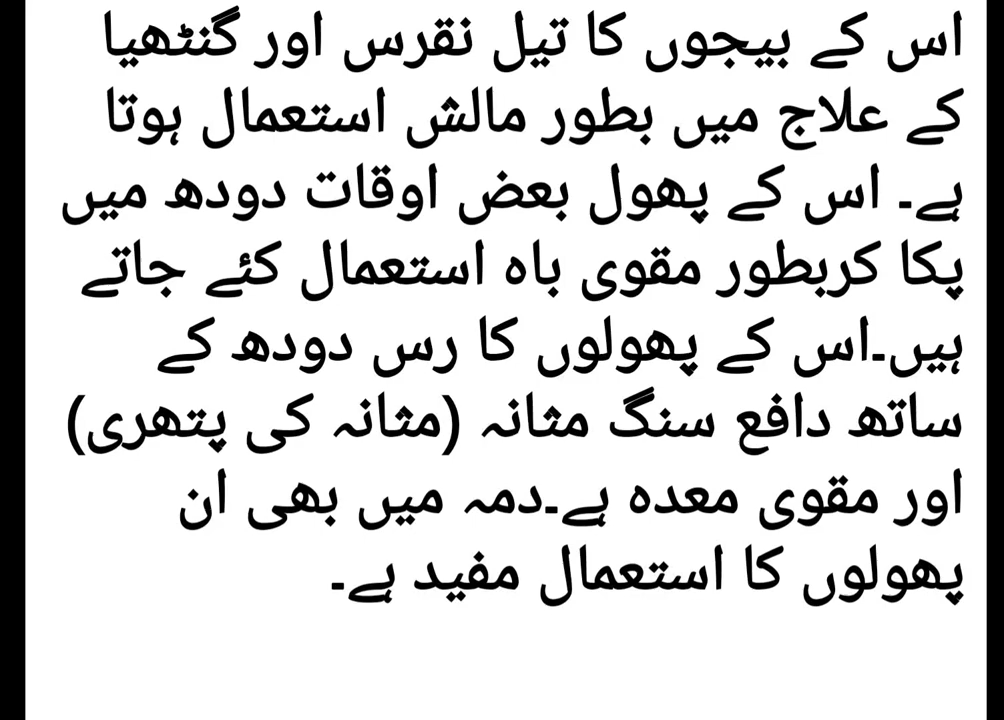 اس کے بیجوں کا تیل نقرس اور گنٹھیا
کے علاج میں بطور مالش استعمال ہوتا
ہے۔ اس کے پھول بعض اوقات دودھ میں
پکا کربطور مقوی باہ استعمال کئے جاتے
ہیں۔اس کے پھولوں کا رس دودھ کے
ساتھ دافع سنگ مثانہ (مثانہ کی پتھری)
اور مقوی معدہ ہے۔دمہ میں بھی ان
پھولوں کا استعمال مفید ہے۔